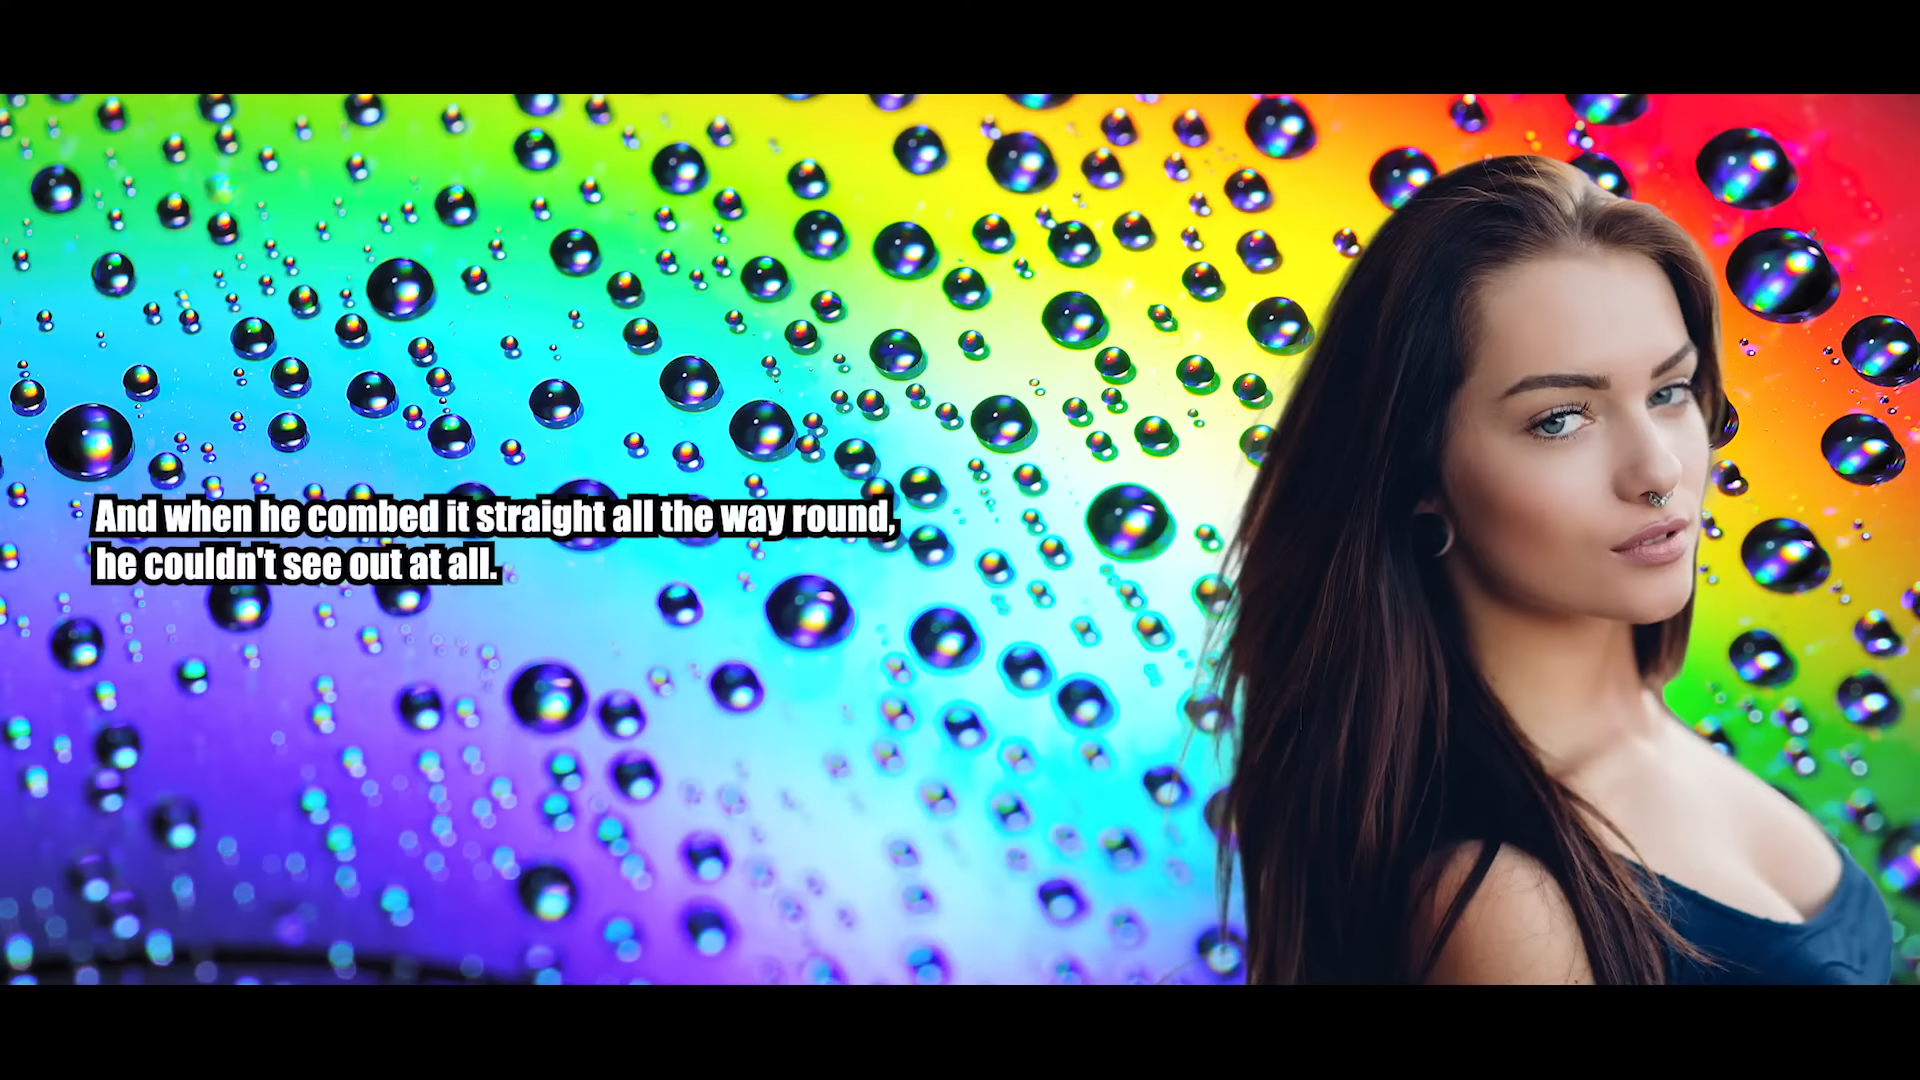 And when he combed it straight all the way round,
he couldn't see out at all.